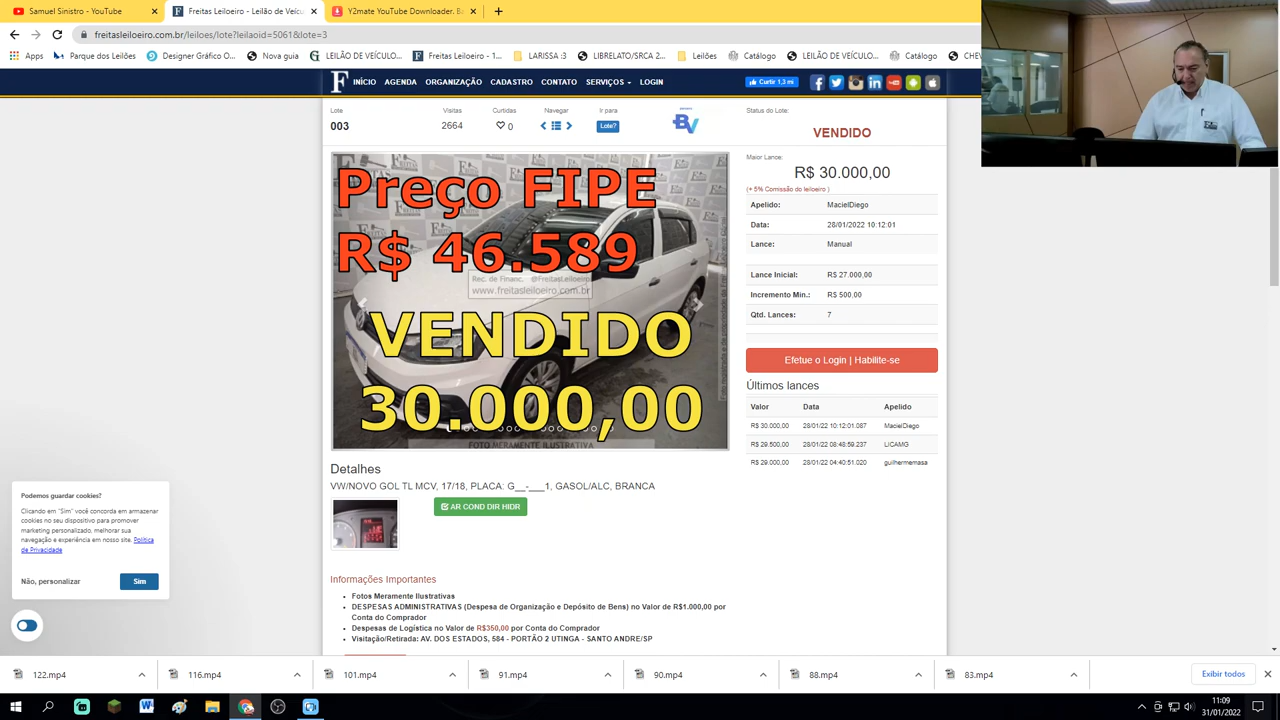 Samuel Sinistro - YouTube
Freitas Leiloeiro - Leilão de Veícu
Y2mate YouTube Downloader. Ba
freitasleiloeiro.com.br/leiloes/lote?leilaoid=5061&lote=3
Apps
Parque dos Leilões
Designer Gráfico O...
Nova guia
LEILÃO DE VEÍCULO...
Freitas Leiloeiro - 1...
LARISSA :3
LIBRELATO/SRCA 2...
Leilões
Catálogo
LEILÃO DE VEÍCULO...
Catálogo
CHEV
F INÍCIO AGENDA ORGANIZAÇÃO CADASTRO CONTATO SERVIÇOS LOGIN
Curtir 1,3 mi
Lote
003
Visitas
2664
Curtidas
0
Navegar
Ir para
Lote?
BV
Status do Lote:
VENDIDO
Maior Lance:
R$ 30.000,00
(+ 5% Comissão do leiloeiro )
Apelido: MacielDiego
Data: 28/01/2022 10:12:01
Lance: Manual
Lance Inicial: R$ 27.000,00
Incremento Min.: R$ 500,00
Qtd. Lances: 7
Efetue o Login | Habilite-se
Últimos lances
Valor Data Apelido
R$ 30.000,00 28/01/22 10:12:01.087 MacielDiego
R$ 29.500,00 28/01/22 08:48:59.237 LICAMG
R$ 29.000,00 28/01/22 04:40:51.020 guilhermemasa
Preço FIPE
R$ 46.589
Rec. de Financ. @FreitasLeiloeiro
www.freitasleiloeiro.com.br
VENDIDO
30.000,00
FOTO MERAMENTE ILUSTRATIVA
Detalhes
VW/NOVO GOL TL MCV, 17/18, PLACA: G__-___1, GASOL/ALC, BRANCA
AR COND DIR HIDR
Informações Importantes
Fotos Meramente Ilustrativas
DESPESAS ADMINISTRATIVAS (Despesa de Organização e Depósito de Bens) no Valor de R$1.000,00 por
Conta do Comprador
Despesas de Logística no Valor de R$350,00 por Conta do Comprador
Visitação/Retirada: AV. DOS ESTADOS, 584 - PORTÃO 2 UTINGA - SANTO ANDRE/SP
Podemos guardar cookies?
Clicando em "Sim" você concorda em armazenar
cookies no seu dispositivo para promover
marketing personalizado, melhorar sua
navegação e experiência em nosso site. Política
de Privacidade
Não, personalizar
Sim
122.mp4
116.mp4
101.mp4
91.mp4
90.mp4
88.mp4
83.mp4
Exibir todos
11:09
31/01/2022